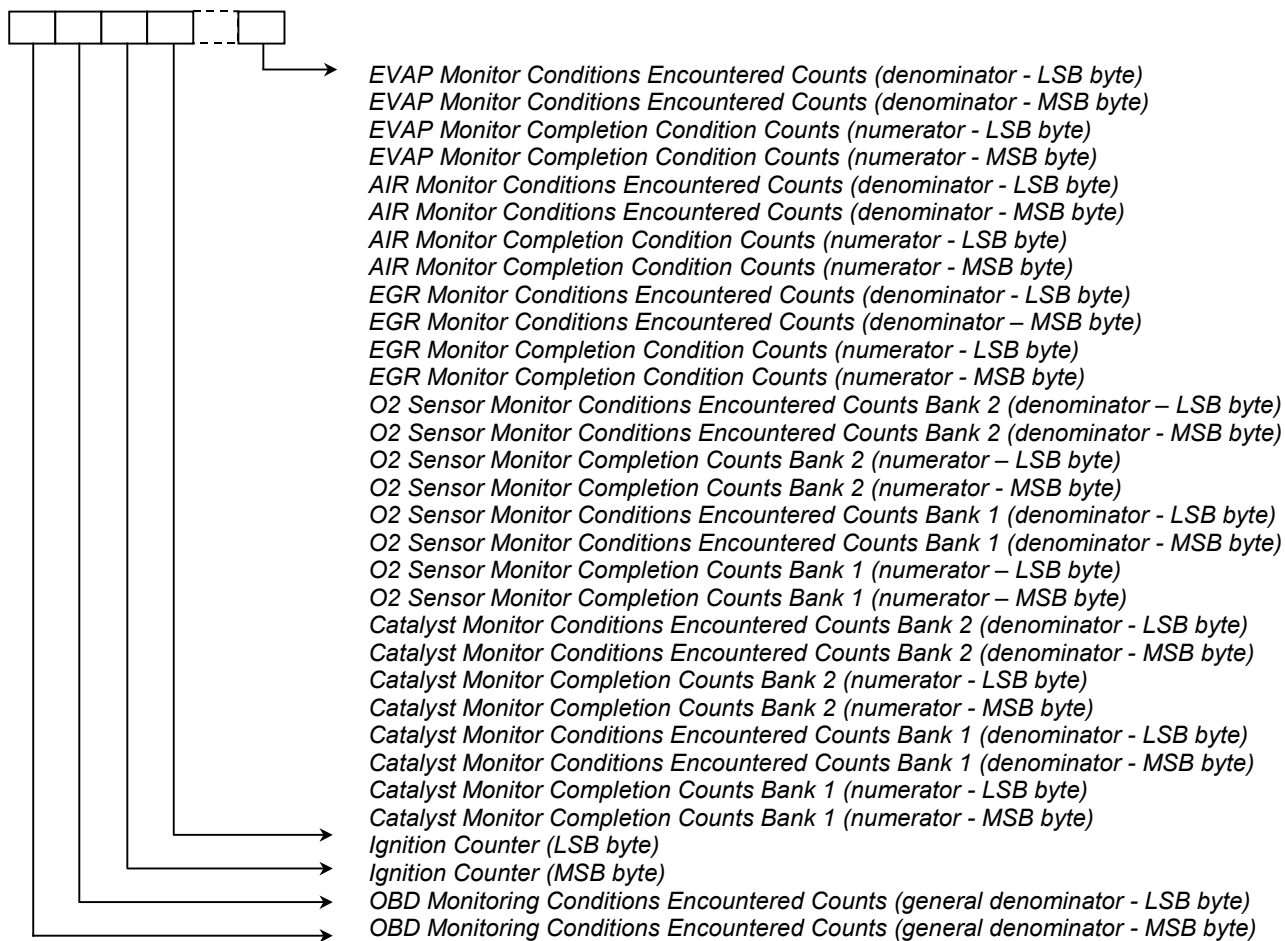 EVAP Monitor Conditions Encountered Counts (denominator - LSB byte)
EVAP Monitor Conditions Encountered Counts (denominator - MSB byte)
EVAP Monitor Completion Condition Counts (numerator - LSB byte)
EVAP Monitor Completion Condition Counts (numerator - MSB byte)
AIR Monitor Conditions Encountered Counts (denominator - LSB byte)
AIR Monitor Conditions Encountered Counts (denominator - MSB byte)
AIR Monitor Completion Condition Counts (numerator - LSB byte)
AIR Monitor Completion Condition Counts (numerator - MSB byte)
EGR Monitor Conditions Encountered Counts (denominator - LSB byte)
EGR Monitor Conditions Encountered Counts (denominator – MSB byte)
EGR Monitor Completion Condition Counts (numerator - LSB byte)
EGR Monitor Completion Condition Counts (numerator - MSB byte)
O2 Sensor Monitor Conditions Encountered Counts Bank 2 (denominator – LSB byte)
O2 Sensor Monitor Conditions Encountered Counts Bank 2 (denominator - MSB byte)
O2 Sensor Monitor Completion Counts Bank 2 (numerator – LSB byte)
O2 Sensor Monitor Completion Counts Bank 2 (numerator - MSB byte)
O2 Sensor Monitor Conditions Encountered Counts Bank 1 (denominator - LSB byte)
O2 Sensor Monitor Conditions Encountered Counts Bank 1 (denominator - MSB byte)
O2 Sensor Monitor Completion Counts Bank 1 (numerator – LSB byte)
O2 Sensor Monitor Completion Counts Bank 1 (numerator – MSB byte)
Catalyst Monitor Conditions Encountered Counts Bank 2 (denominator - LSB byte)
Catalyst Monitor Conditions Encountered Counts Bank 2 (denominator - MSB byte)
Catalyst Monitor Completion Counts Bank 2 (numerator - LSB byte)
Catalyst Monitor Completion Counts Bank 2 (numerator - MSB byte)
Catalyst Monitor Conditions Encountered Counts Bank 1 (denominator - LSB byte)
Catalyst Monitor Conditions Encountered Counts Bank 1 (denominator - MSB byte)
Catalyst Monitor Completion Counts Bank 1 (numerator - LSB byte)
Catalyst Monitor Completion Counts Bank 1 (numerator - MSB byte)
Ignition Counter (LSB byte)
Ignition Counter (MSB byte)
OBD Monitoring Conditions Encountered Counts (general denominator - LSB byte)
OBD Monitoring Conditions Encountered Counts (general denominator - MSB byte)